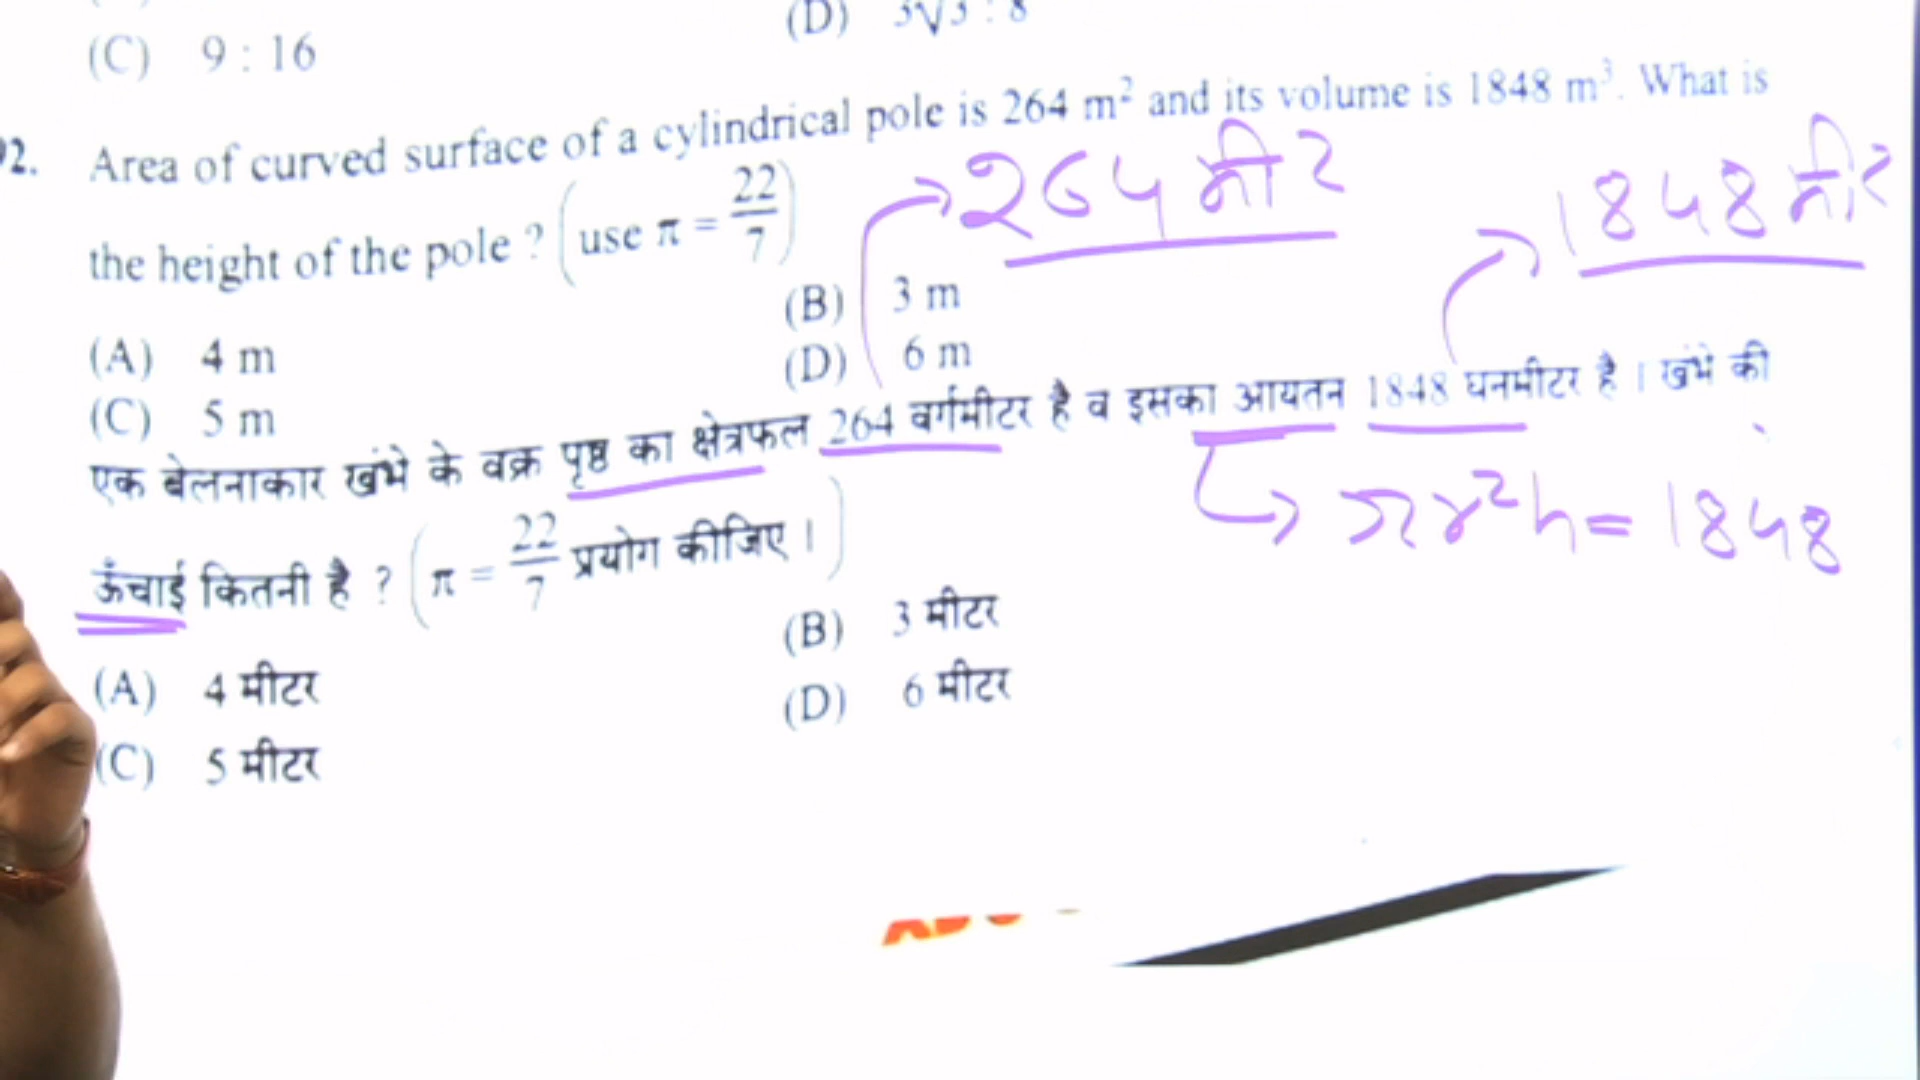 (C) 9 : 16
(D) 3√3 : 8
92. Area of curved surface of a cylindrical pole is 264 m² and its volume is 1848 m³. What is
264 मी२
1848 मी२
the height of the pole ? (use π = 22/7)
(A) 4 m
(B) 3 m
(C) 5 m
(D) 6 m
एक बेलनाकार खंभे के वक्र पृष्ठ का क्षेत्रफल 264 वर्गमीटर है व इसका आयतन 1848 घनमीटर है । खंभे की
πr²h = 1848
ऊँचाई कितनी है ? (π = 22/7 प्रयोग कीजिए ।)
(A) 4 मीटर
(B) 3 मीटर
(C) 5 मीटर
(D) 6 मीटर